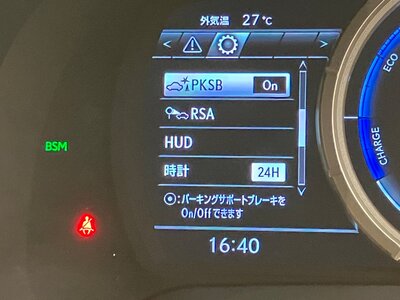 外気温 27℃
PKSB On
RSA
HUD
時計 24H
BSM
⦿:パーキングサポートブレーキを
On/Offできます
16:40
ECO
CHARGE